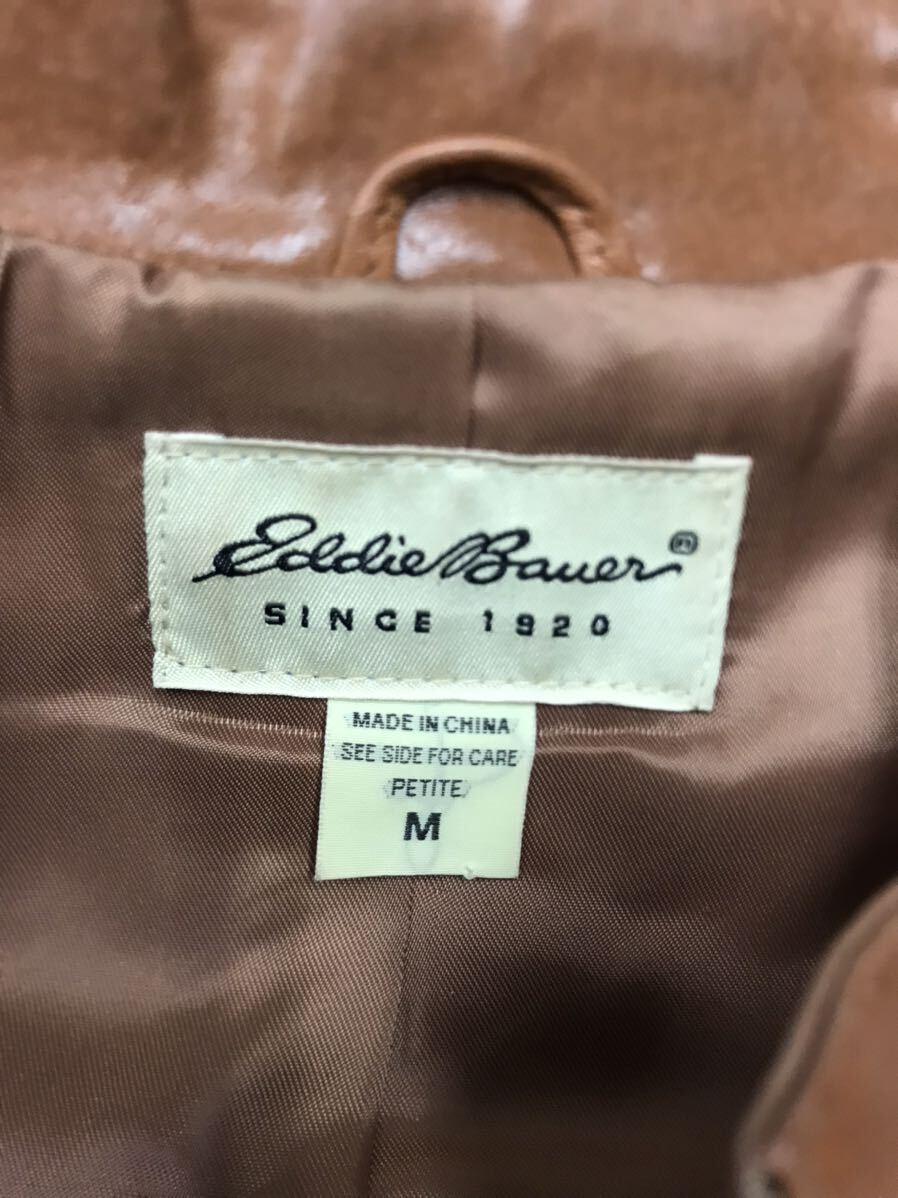 Eddie Bauer®
SINCE 1920
MADE IN CHINA
SEE SIDE FOR CARE
PETITE
M